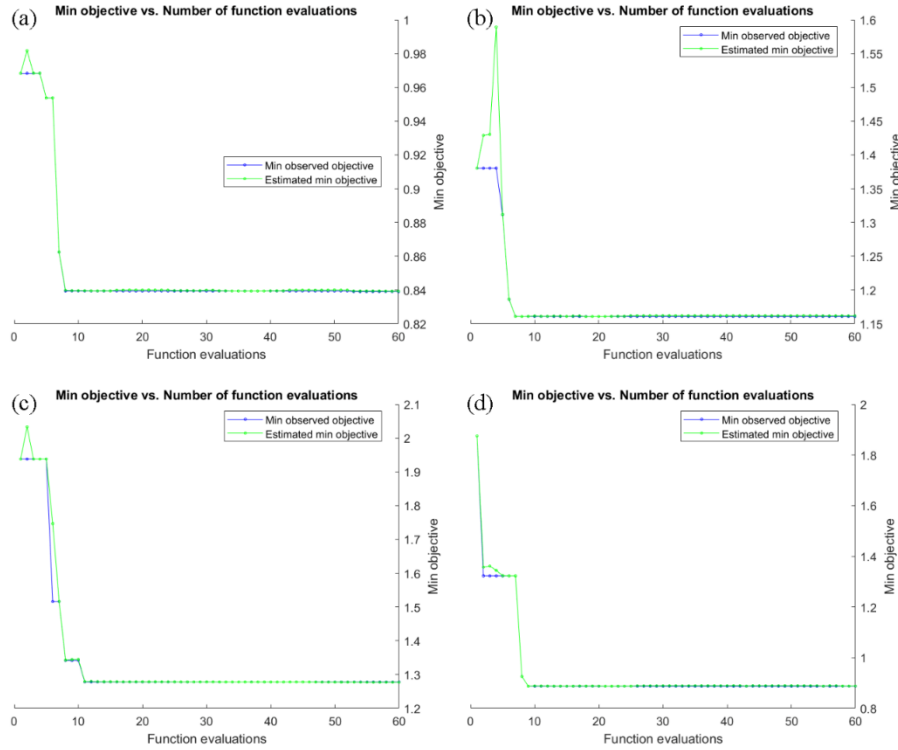 (a)
Min objective vs. Number of function evaluations
1
0.98
0.96
0.94
0.92
0.9
0.88
0.86
0.84
0.82
Min objective
Min observed objective
Estimated min objective
0 10 20 30 40 50 60
Function evaluations
(b)
Min objective vs. Number of function evaluations
1.6
1.55
1.5
1.45
1.4
1.35
1.3
1.25
1.2
1.15
Min objective
Min observed objective
Estimated min objective
0 10 20 30 40 50 60
Function evaluations
(c)
Min objective vs. Number of function evaluations
2.1
2
1.9
1.8
1.7
1.6
1.5
1.4
1.3
1.2
Min objective
Min observed objective
Estimated min objective
0 10 20 30 40 50 60
Function evaluations
(d)
Min objective vs. Number of function evaluations
2
1.8
1.6
1.4
1.2
1
0.8
Min objective
Min observed objective
Estimated min objective
0 10 20 30 40 50 60
Function evaluations